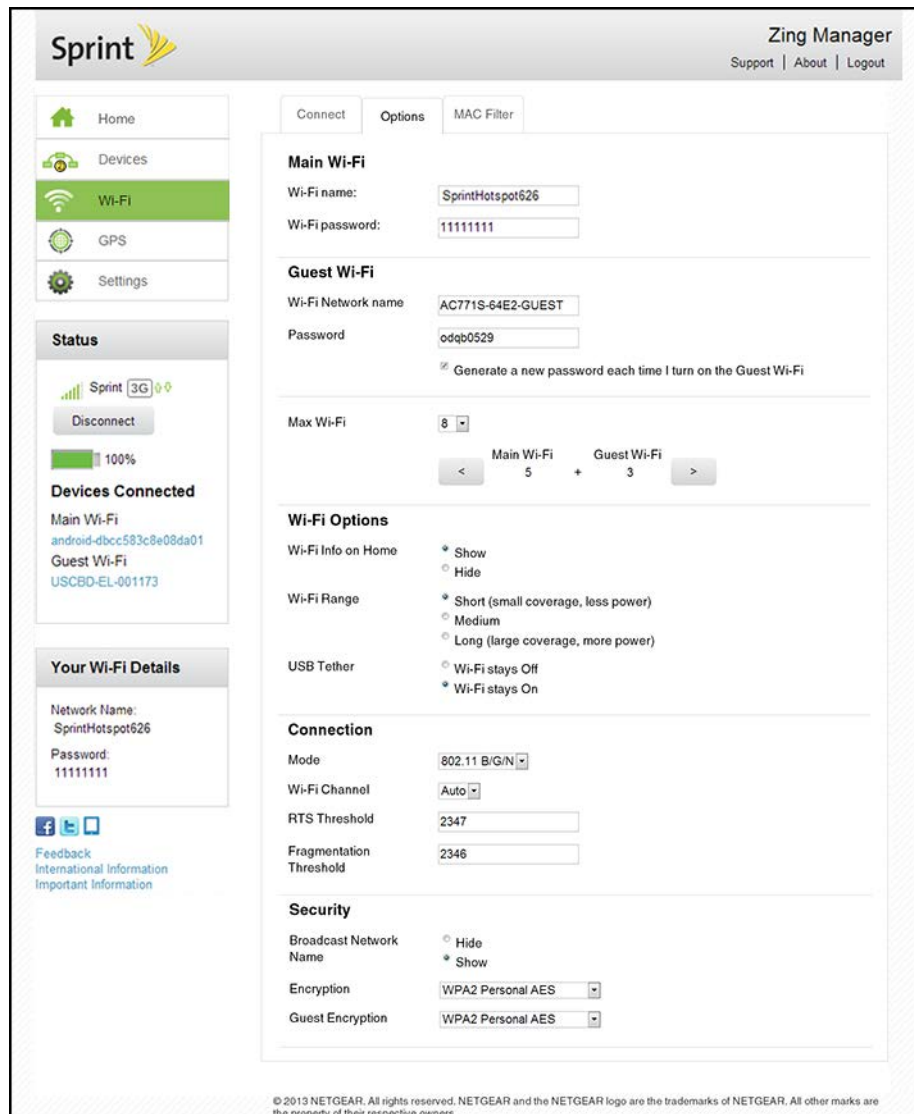 Sprint
Zing Manager
Support | About | Logout
Home
Devices
Wi-Fi
GPS
Settings
Status
Sprint 3G
Disconnect
100%
Devices Connected
Main Wi-Fi
android-dbcc583c8e08da01
Guest Wi-Fi
USCBD-EL-001173
Your Wi-Fi Details
Network Name:
SprintHotspot626
Password:
11111111
Feedback
International Information
Important Information
Connect
Options
MAC Filter
Main Wi-Fi
Wi-Fi name: SprintHotspot626
Wi-Fi password: 11111111
Guest Wi-Fi
Wi-Fi Network name AC771S-64E2-GUEST
Password odqb0529
Generate a new password each time I turn on the Guest Wi-Fi
Max Wi-Fi 8
Main Wi-Fi Guest Wi-Fi
< 5 + 3 >
Wi-Fi Options
Wi-Fi Info on Home Show
Hide
Wi-Fi Range Short (small coverage, less power)
Medium
Long (large coverage, more power)
USB Tether Wi-Fi stays Off
Wi-Fi stays On
Connection
Mode 802.11 B/G/N
Wi-Fi Channel Auto
RTS Threshold 2347
Fragmentation 2346
Threshold
Security
Broadcast Network Hide
Name Show
Encryption WPA2 Personal AES
Guest Encryption WPA2 Personal AES
© 2013 NETGEAR. All rights reserved. NETGEAR and the NETGEAR logo are the trademarks of NETGEAR. All other marks are
the property of their respective owners.